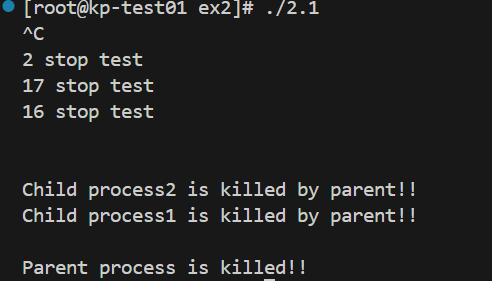 [root@kp-test01 ex2]# ./2.1
^C
2 stop test
17 stop test
16 stop test
Child process2 is killed by parent!!
Child process1 is killed by parent!!
Parent process is killed!!